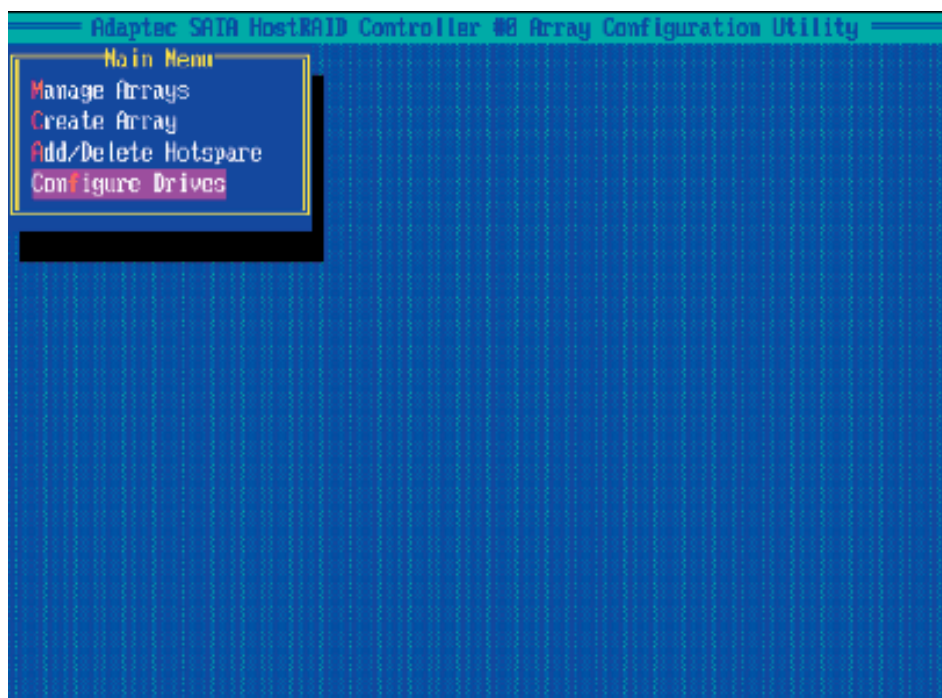 Adaptec SATA HostRAID Controller #0 Array Configuration Utility
Main Menu
Manage Arrays
Create Array
Add/Delete Hotspare
Configure Drives